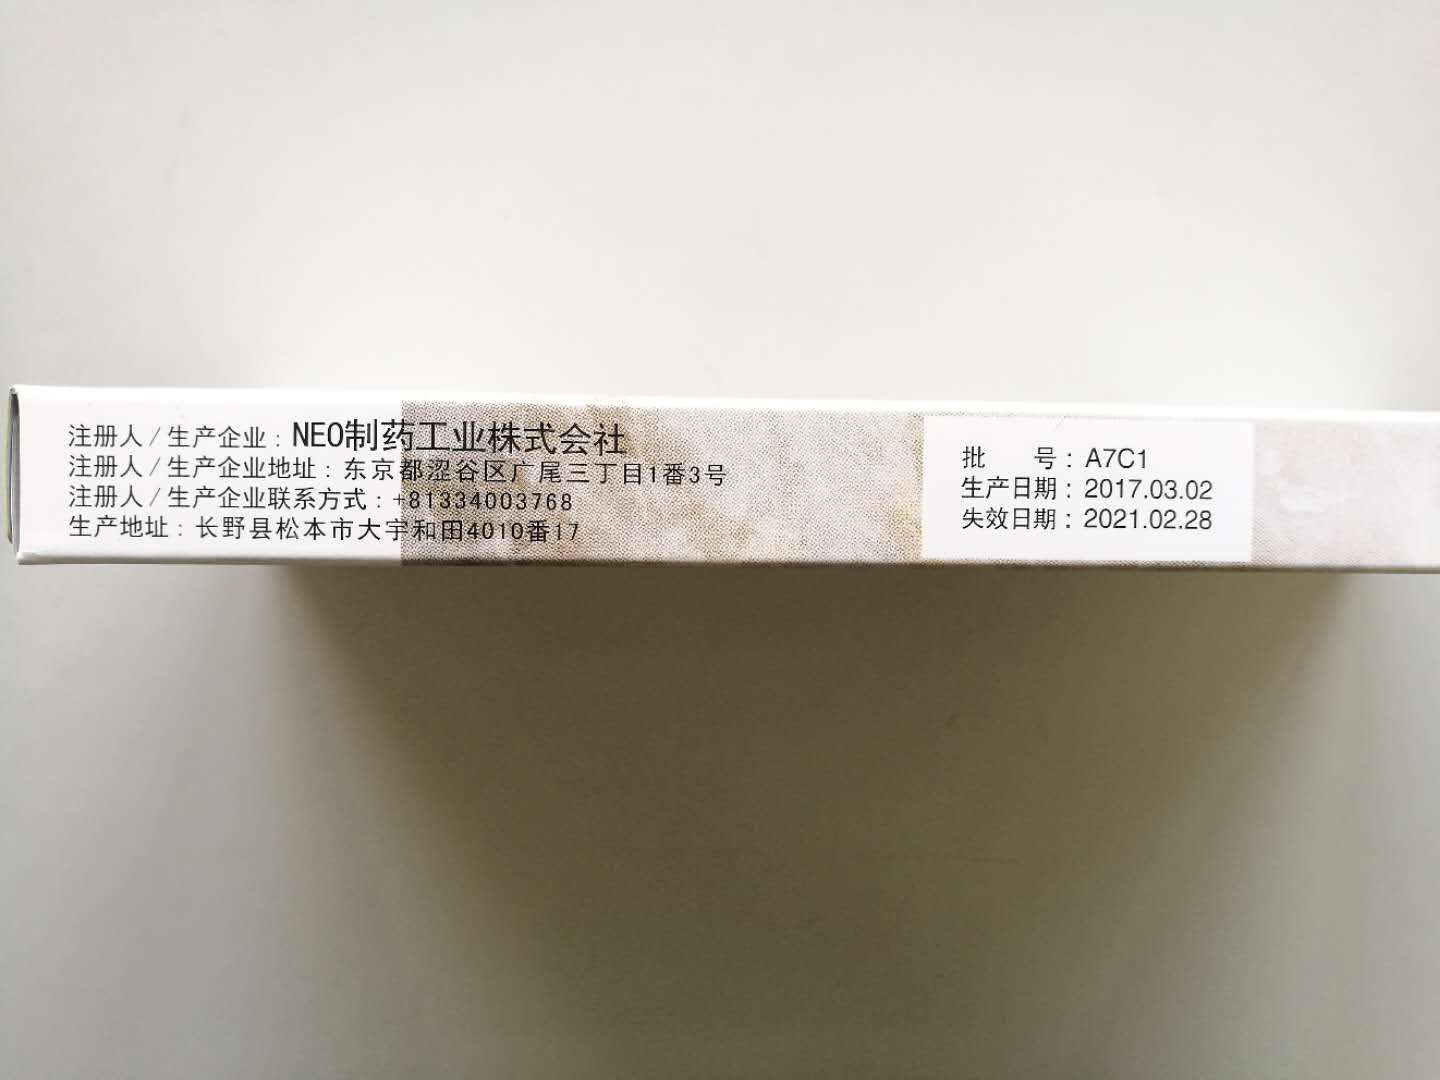 注册人/生产企业：NEO制药工业株式会社
注册人/生产企业地址：东京都涩谷区广尾三丁目1番3号
注册人/生产企业联系方式：+81334003768
生产地址：长野县松本市大宇和田4010番17
批 号：A7C1
生产日期：2017.03.02
失效日期：2021.02.28